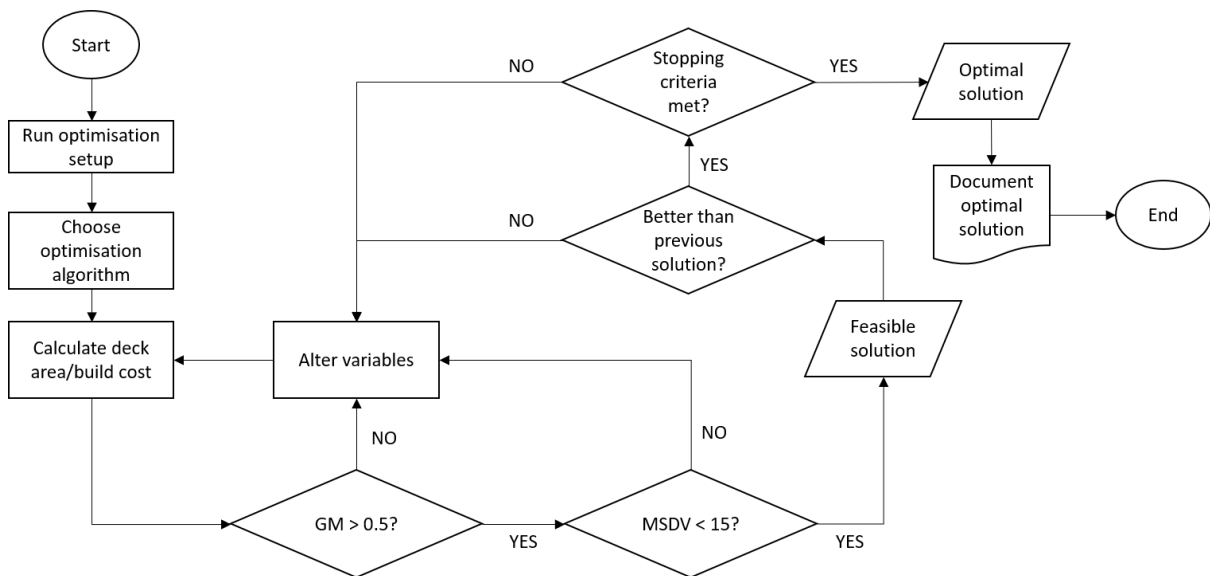 Start
Run optimisation
setup
Choose
optimisation
algorithm
Calculate deck
area/build cost
Alter variables
NO
GM > 0.5?
YES
NO
MSDV < 15?
YES
Feasible
solution
Better than
previous
solution?
NO
YES
Stopping
criteria
met?
NO
YES
Optimal
solution
Document
optimal
solution
End